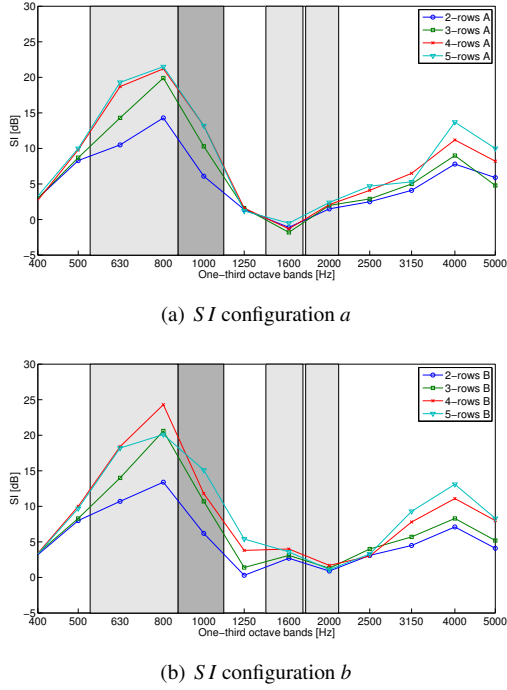 30
25
20
15
10
5
0
−5
SI [dB]
400 500 630 800 1000 1250 1600 2000 2500 3150 4000 5000
One−third octave bands [Hz]
2−rows A
3−rows A
4−rows A
5−rows A
(a) SI configuration a
30
25
20
15
10
5
0
−5
SI [dB]
400 500 630 800 1000 1250 1600 2000 2500 3150 4000 5000
One−third octave bands [Hz]
2−rows B
3−rows B
4−rows B
5−rows B
(b) SI configuration b